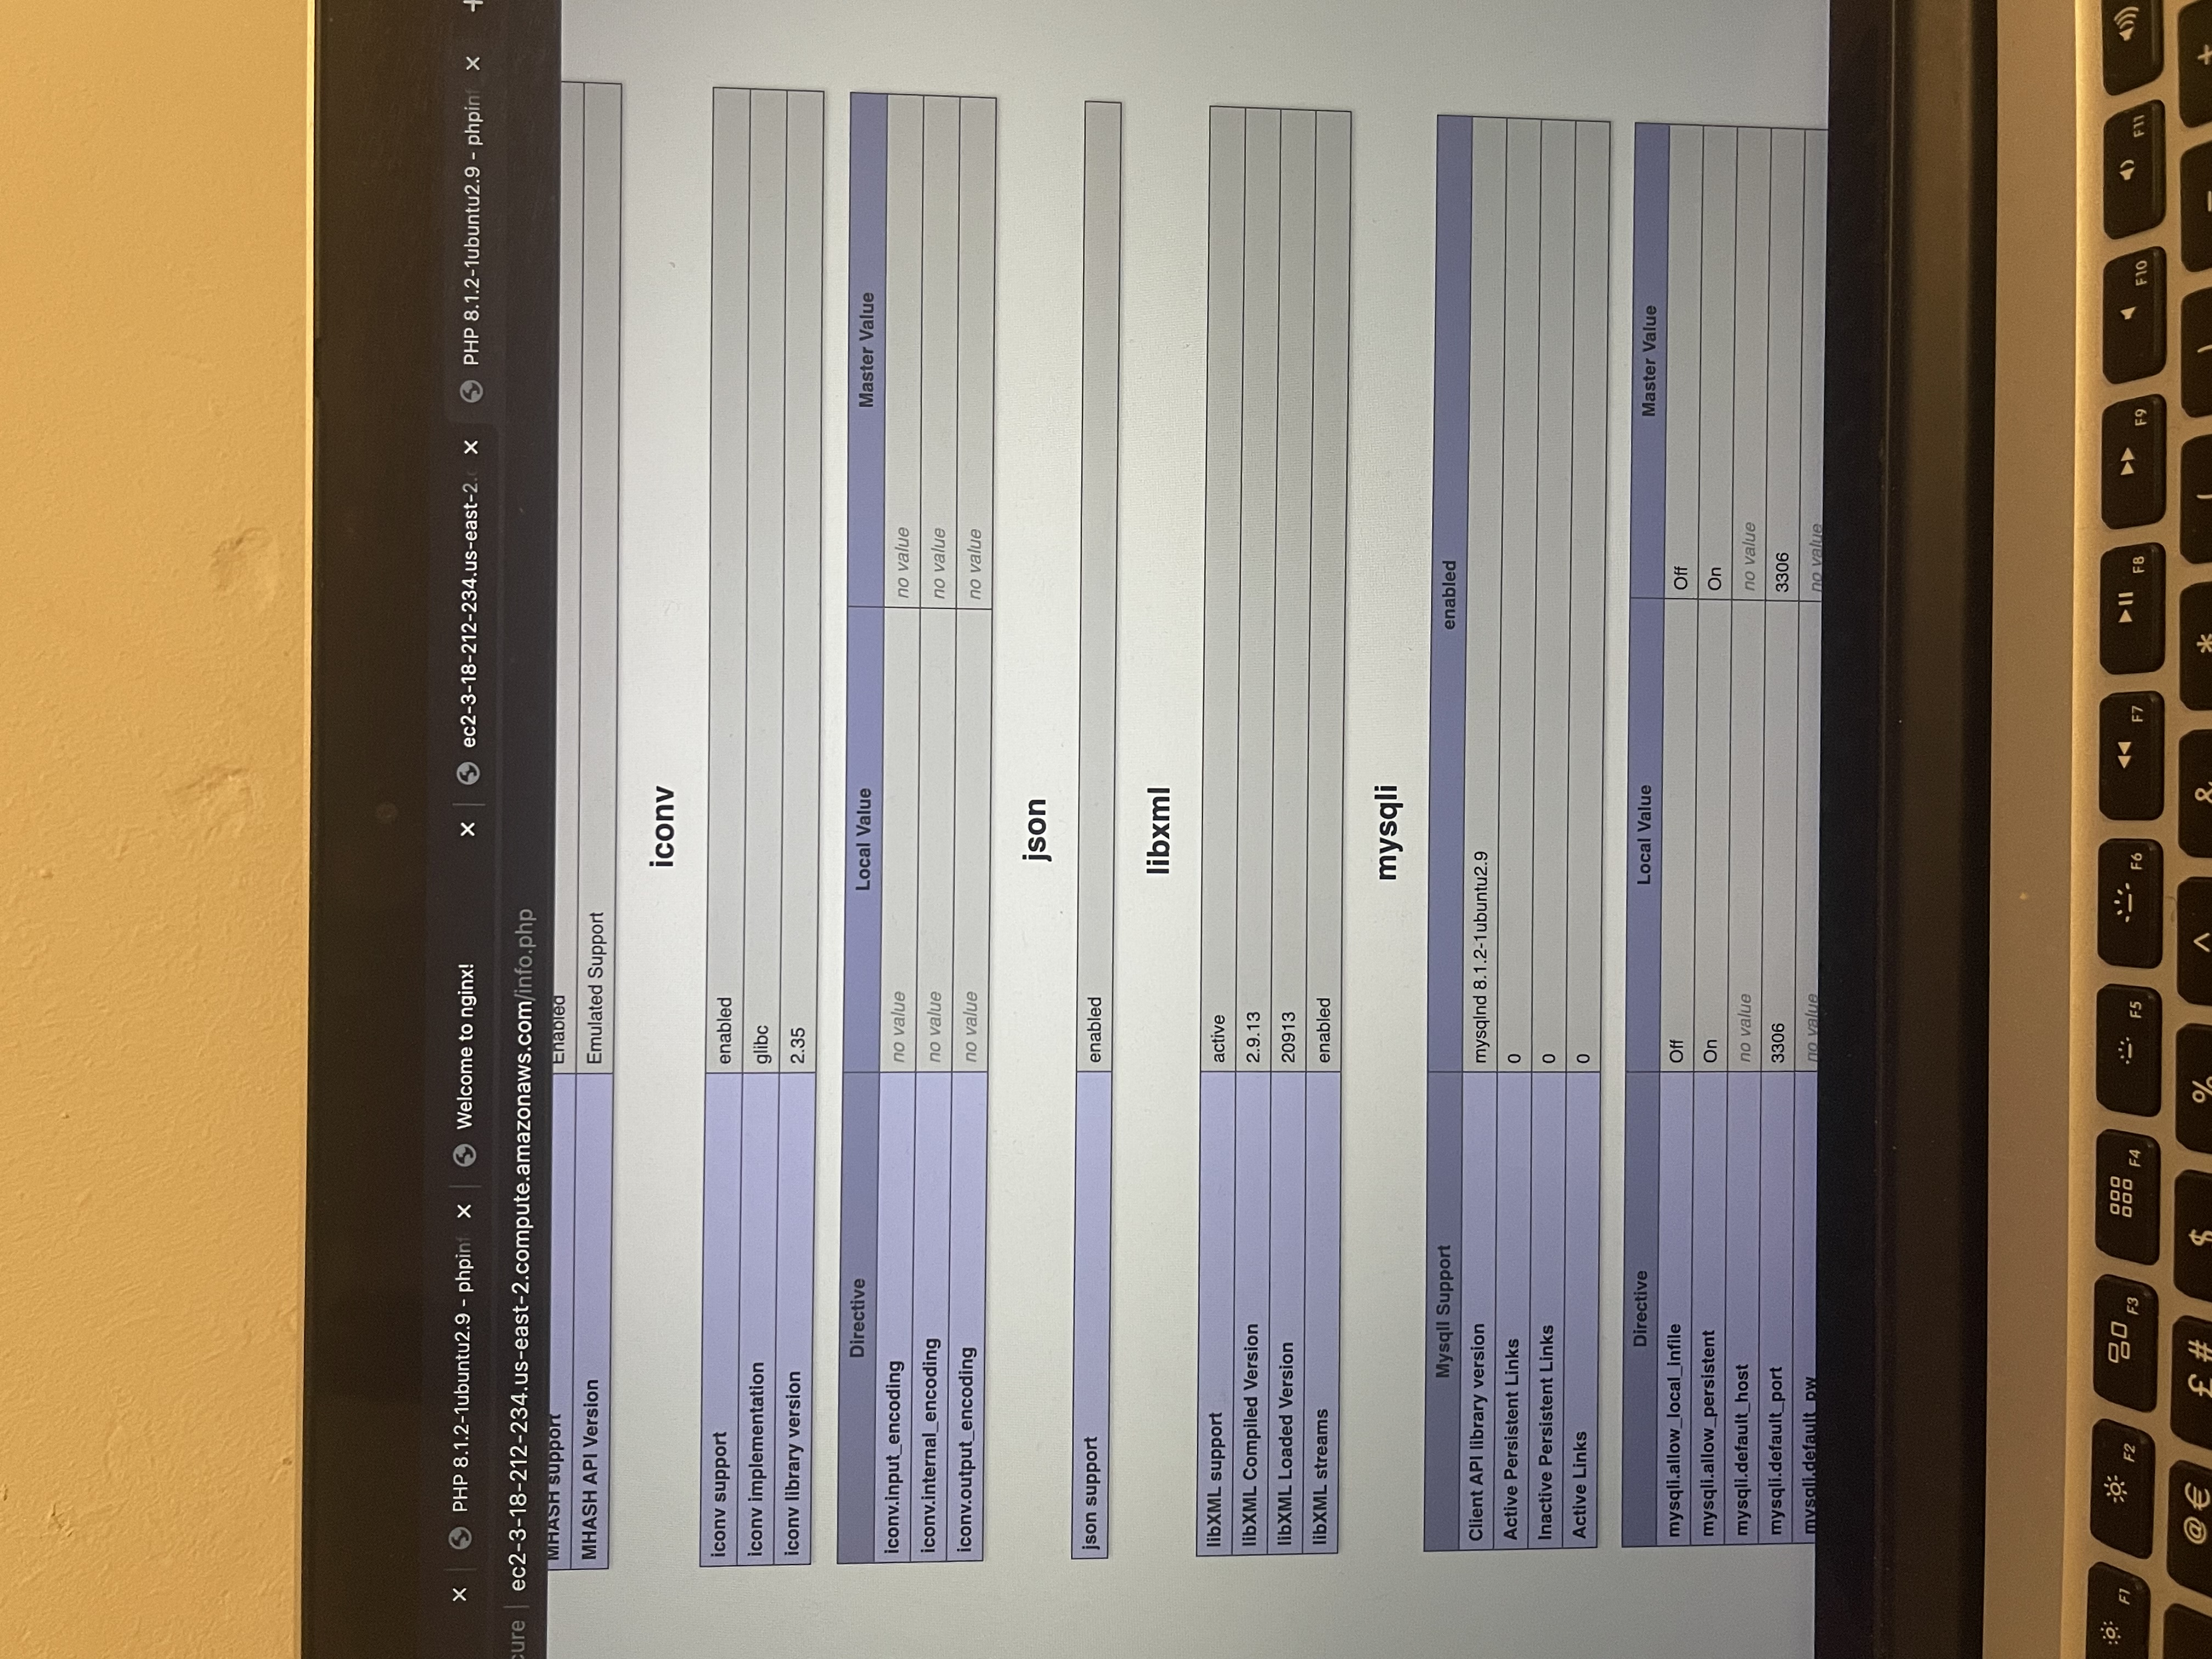 PHP 8.1.2-1ubuntu2.9 - phpinf
Welcome to nginx!
ec2-3-18-212-234.us-east-2.
PHP 8.1.2-1ubuntu2.9 - phpinf
cure ec2-3-18-212-234.us-east-2.compute.amazonaws.com/info.php
MHASH support Enabled
MHASH API Version Emulated Support
iconv
iconv support enabled
iconv implementation glibc
iconv library version 2.35
Directive Local Value Master Value
iconv.input_encoding no value no value
iconv.internal_encoding no value no value
iconv.output_encoding no value no value
json
json support enabled
libxml
libXML support active
libXML Compiled Version 2.9.13
libXML Loaded Version 20913
libXML streams enabled
mysqli
MysqlI Support enabled
Client API library version mysqlnd 8.1.2-1ubuntu2.9
Active Persistent Links 0
Inactive Persistent Links 0
Active Links 0
Directive Local Value Master Value
mysqli.allow_local_infile Off Off
mysqli.allow_persistent On On
mysqli.default_host no value no value
mysqli.default_port 3306 3306
mysqli.default_pw no value no value
F1 F2 F3 F4 F5 F6 F7 F8 F9 F10 F11
@ € £ # $ % ^ & * ( ) _ +